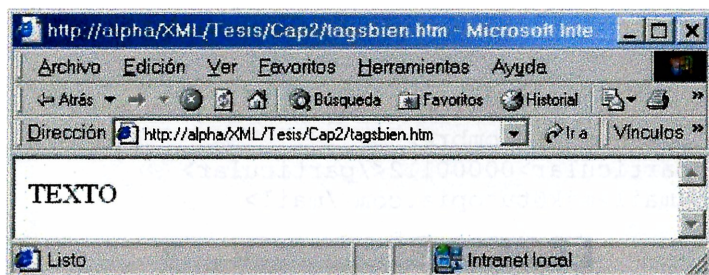 http://alpha/XML/Tesis/Cap2/tagsbien.htm - Microsoft Inte
Archivo Edición Ver Favoritos Herramientas Ayuda
Atrás Búsqueda Favoritos Historial »
Dirección http://alpha/XML/Tesis/Cap2/tagsbien.htm Ir a Vínculos »
TEXTO
Listo Intranet local